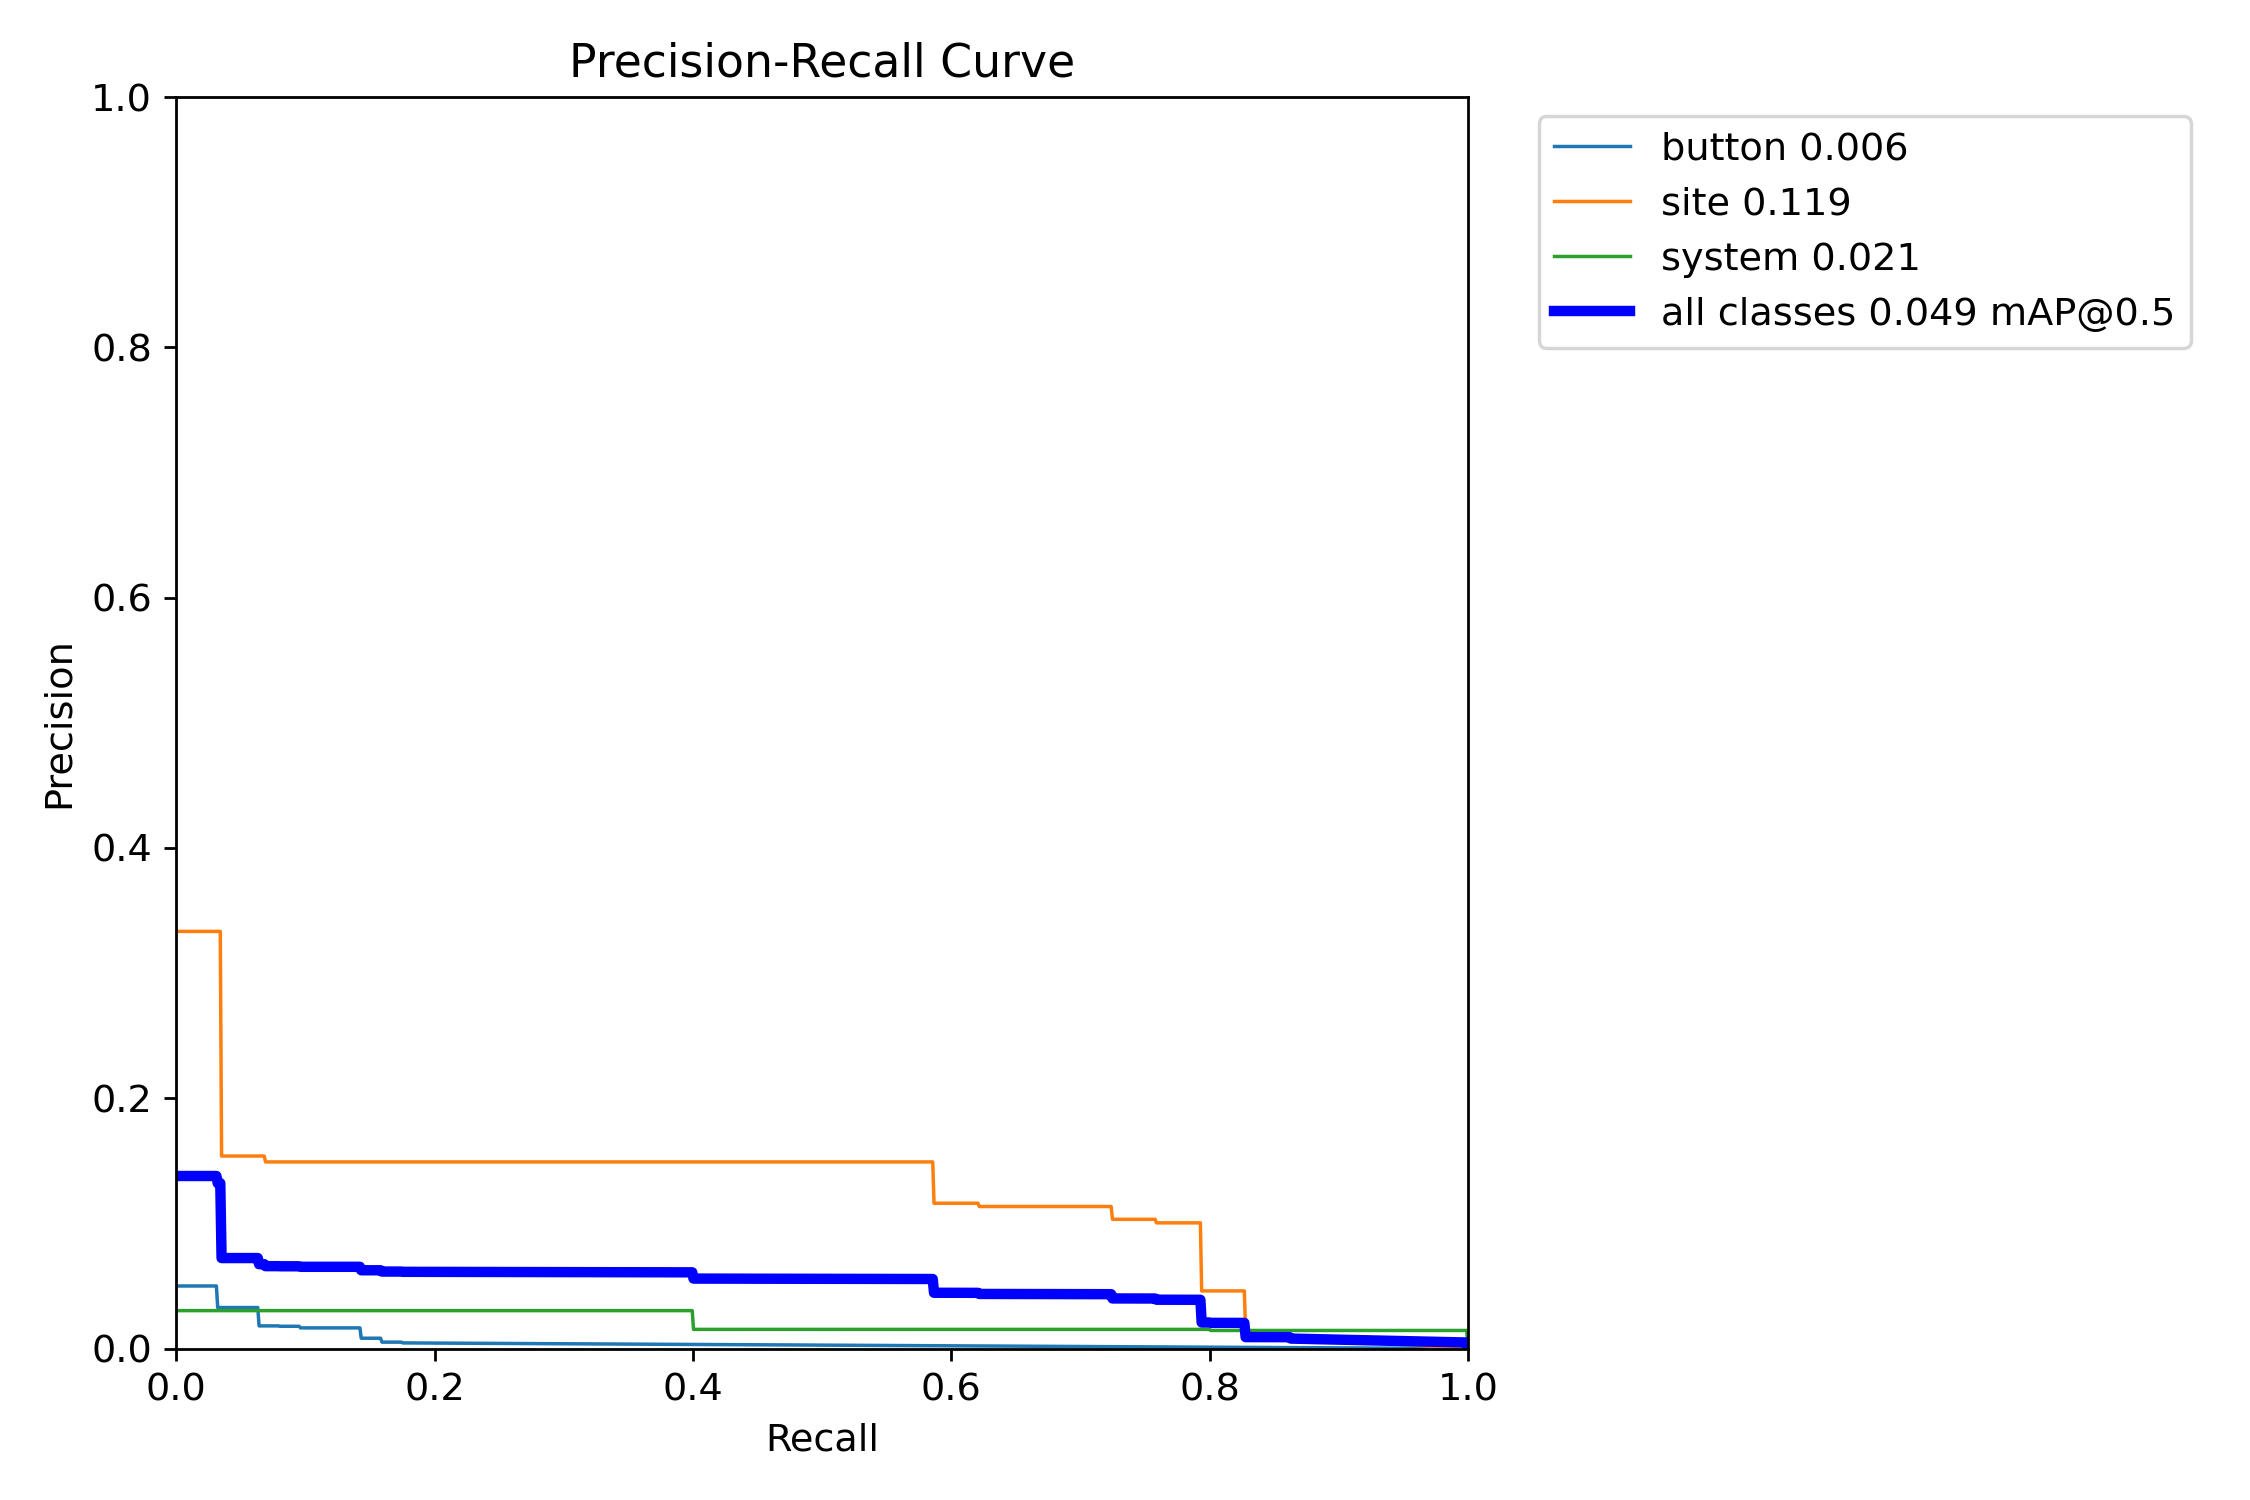 Precision-Recall Curve
1.0
0.8
0.6
0.4
0.2
0.0
Precision
0.0 0.2 0.4 0.6 0.8 1.0
Recall
button 0.006
site 0.119
system 0.021
all classes 0.049 mAP@0.5